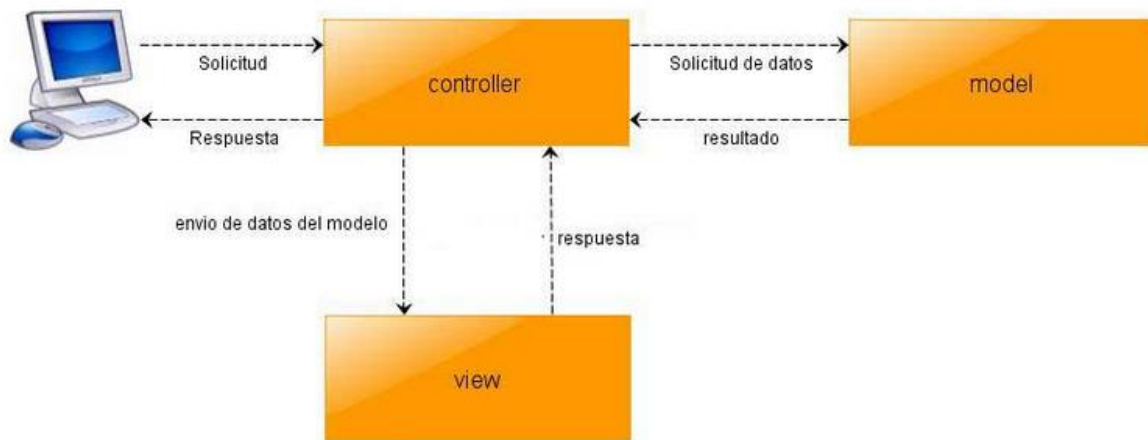 Solicitud
Solicitud de datos
controller
model
Respuesta
resultado
envio de datos del modelo
respuesta
view